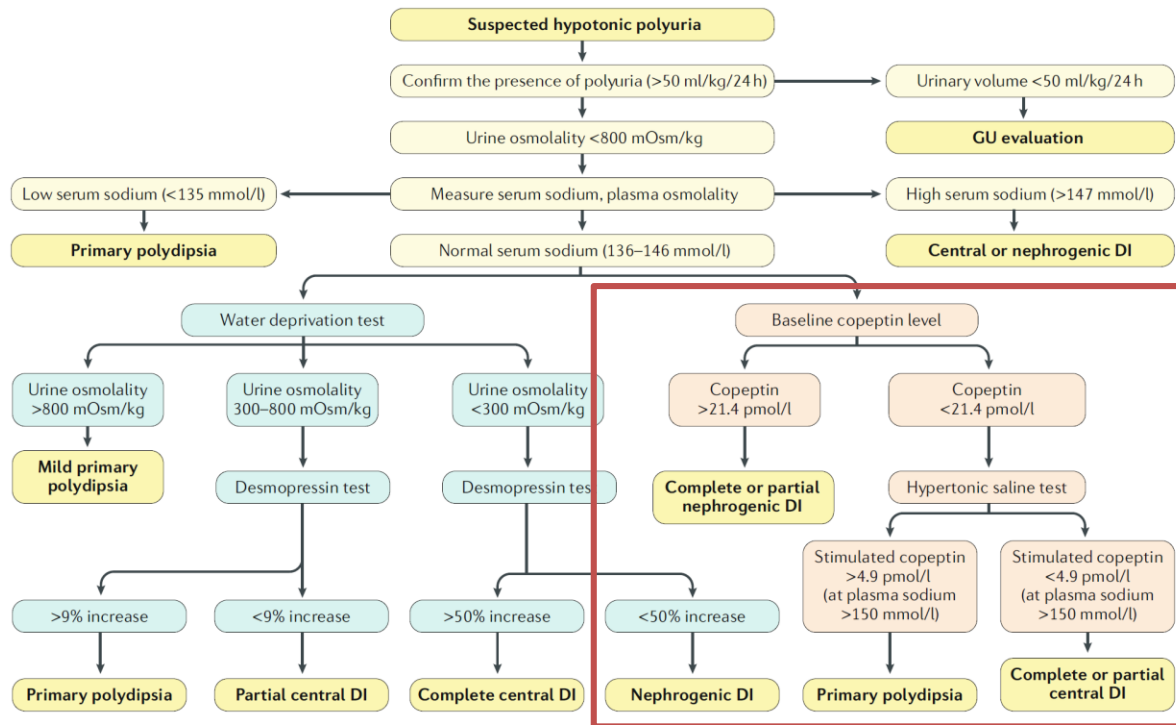 Suspected hypotonic polyuria
Confirm the presence of polyuria (>50 ml/kg/24 h)
Urinary volume <50 ml/kg/24 h
Urine osmolality <800 mOsm/kg
GU evaluation
Low serum sodium (<135 mmol/l)
Measure serum sodium, plasma osmolality
High serum sodium (>147 mmol/l)
Primary polydipsia
Normal serum sodium (136–146 mmol/l)
Central or nephrogenic DI
Water deprivation test
Baseline copeptin level
Urine osmolality
>800 mOsm/kg
Urine osmolality
300–800 mOsm/kg
Urine osmolality
<300 mOsm/kg
Copeptin
>21.4 pmol/l
Copeptin
<21.4 pmol/l
Mild primary
polydipsia
Desmopressin test
Desmopressin test
Complete or partial
nephrogenic DI
Hypertonic saline test
Stimulated copeptin
>4.9 pmol/l
(at plasma sodium
>150 mmol/l)
Stimulated copeptin
<4.9 pmol/l
(at plasma sodium
>150 mmol/l)
>9% increase
<9% increase
>50% increase
<50% increase
Primary polydipsia
Partial central DI
Complete central DI
Nephrogenic DI
Primary polydipsia
Complete or partial
central DI